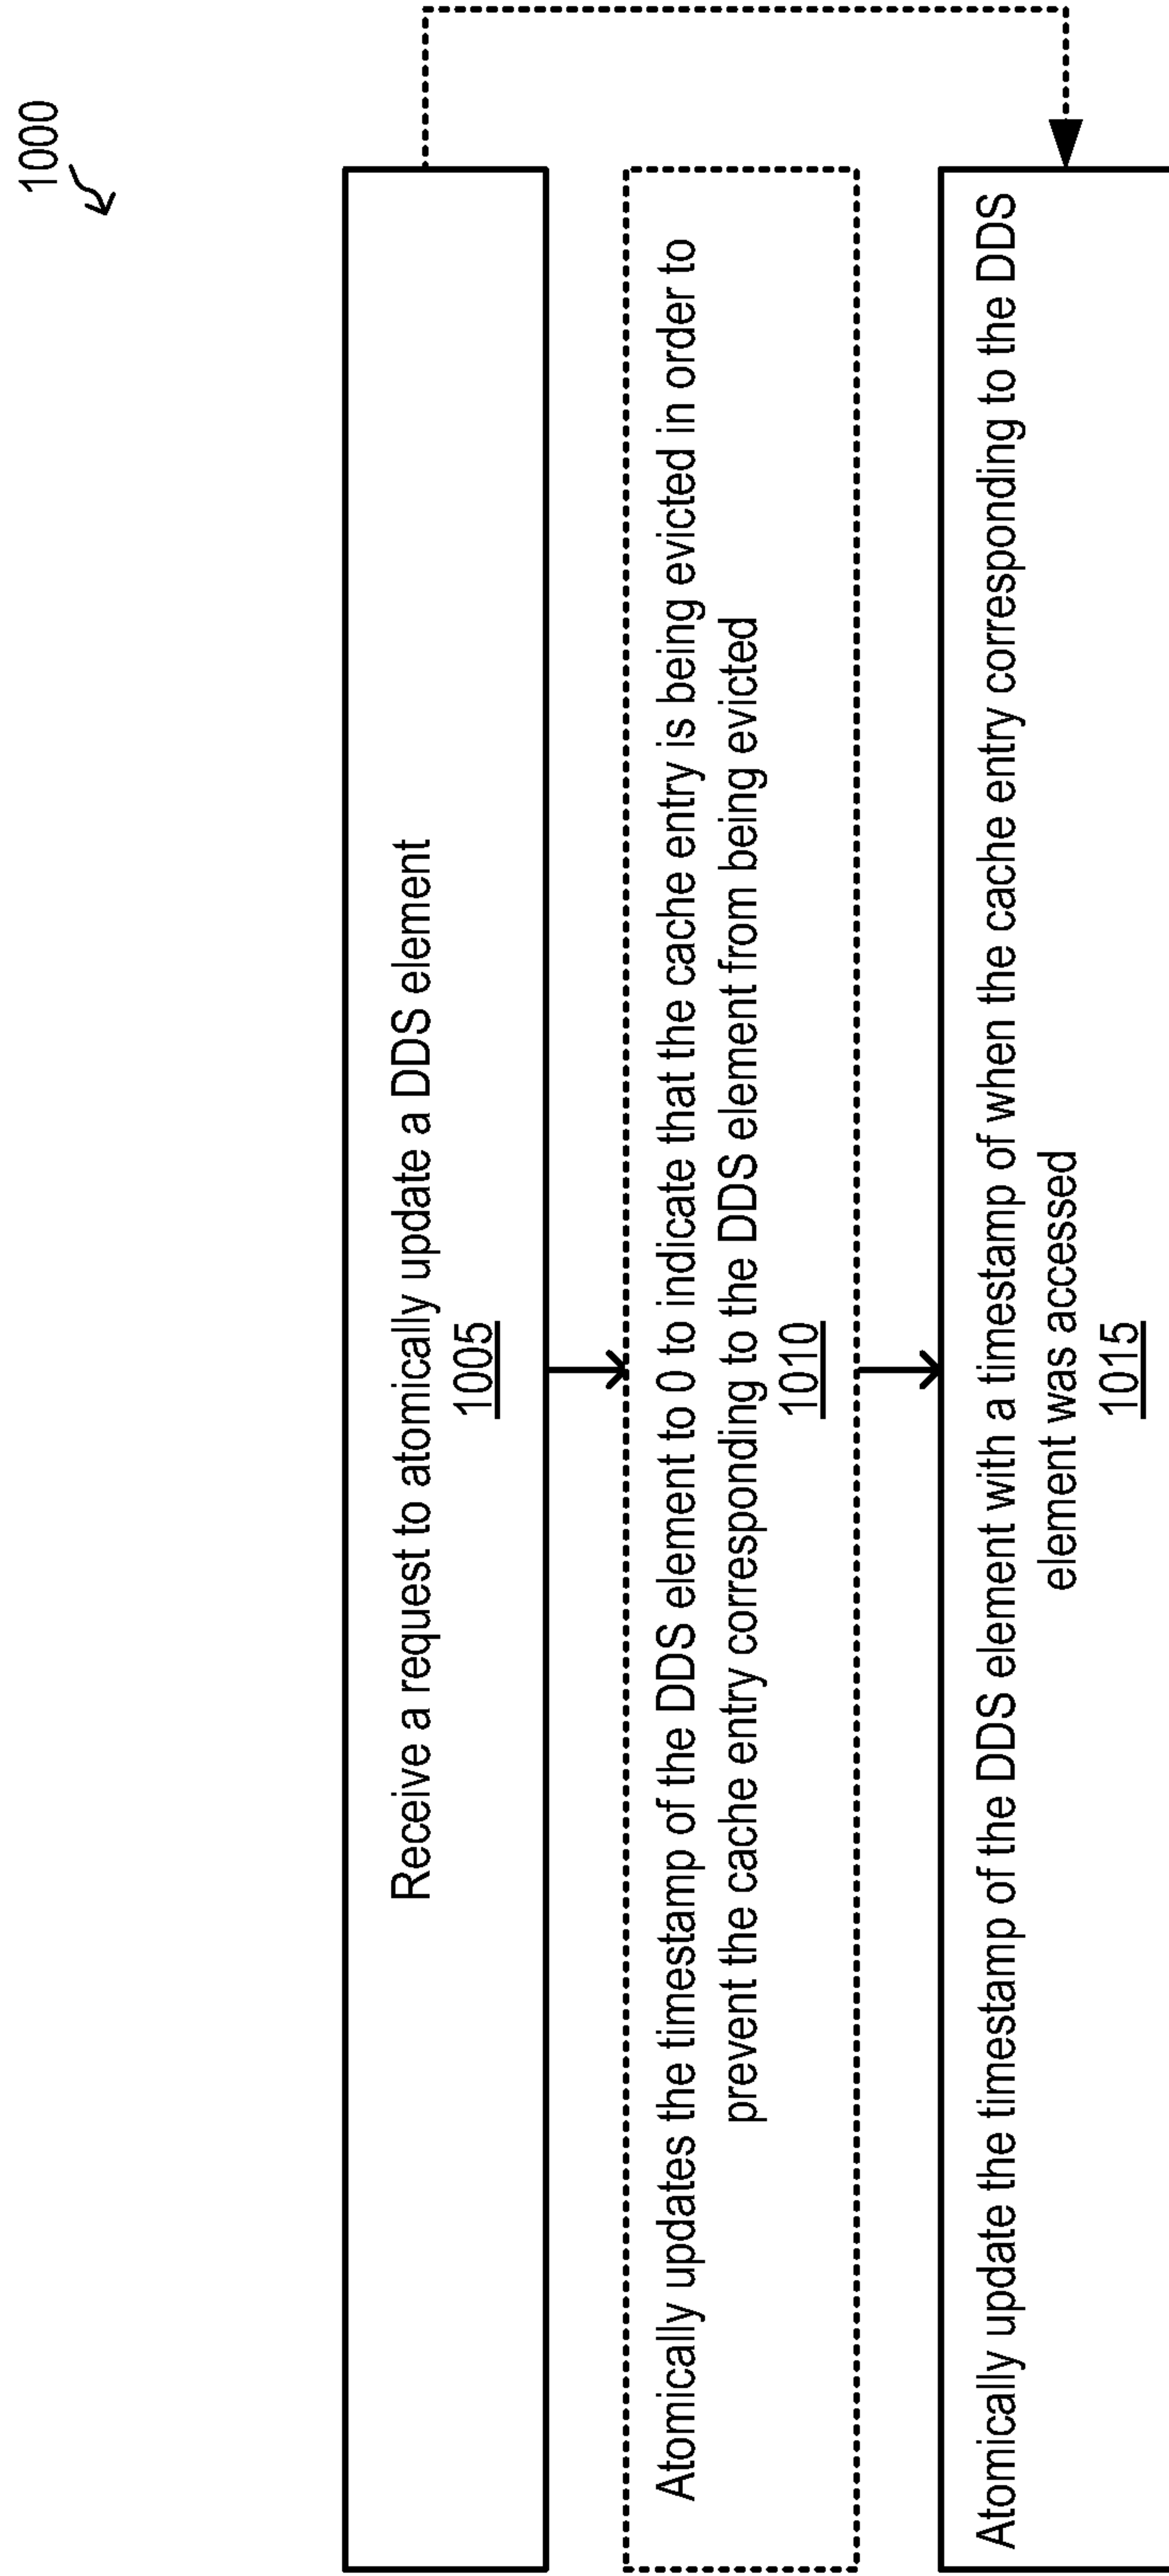 1000
Receive a request to atomically update a DDS element
1005
Atomically updates the timestamp of the DDS element to 0 to indicate that the cache entry is being evicted in order to
prevent the cache entry corresponding to the DDS element from being evicted
1010
Atomically update the timestamp of the DDS element with a timestamp of when the cache entry corresponding to the DDS
element was accessed
1015